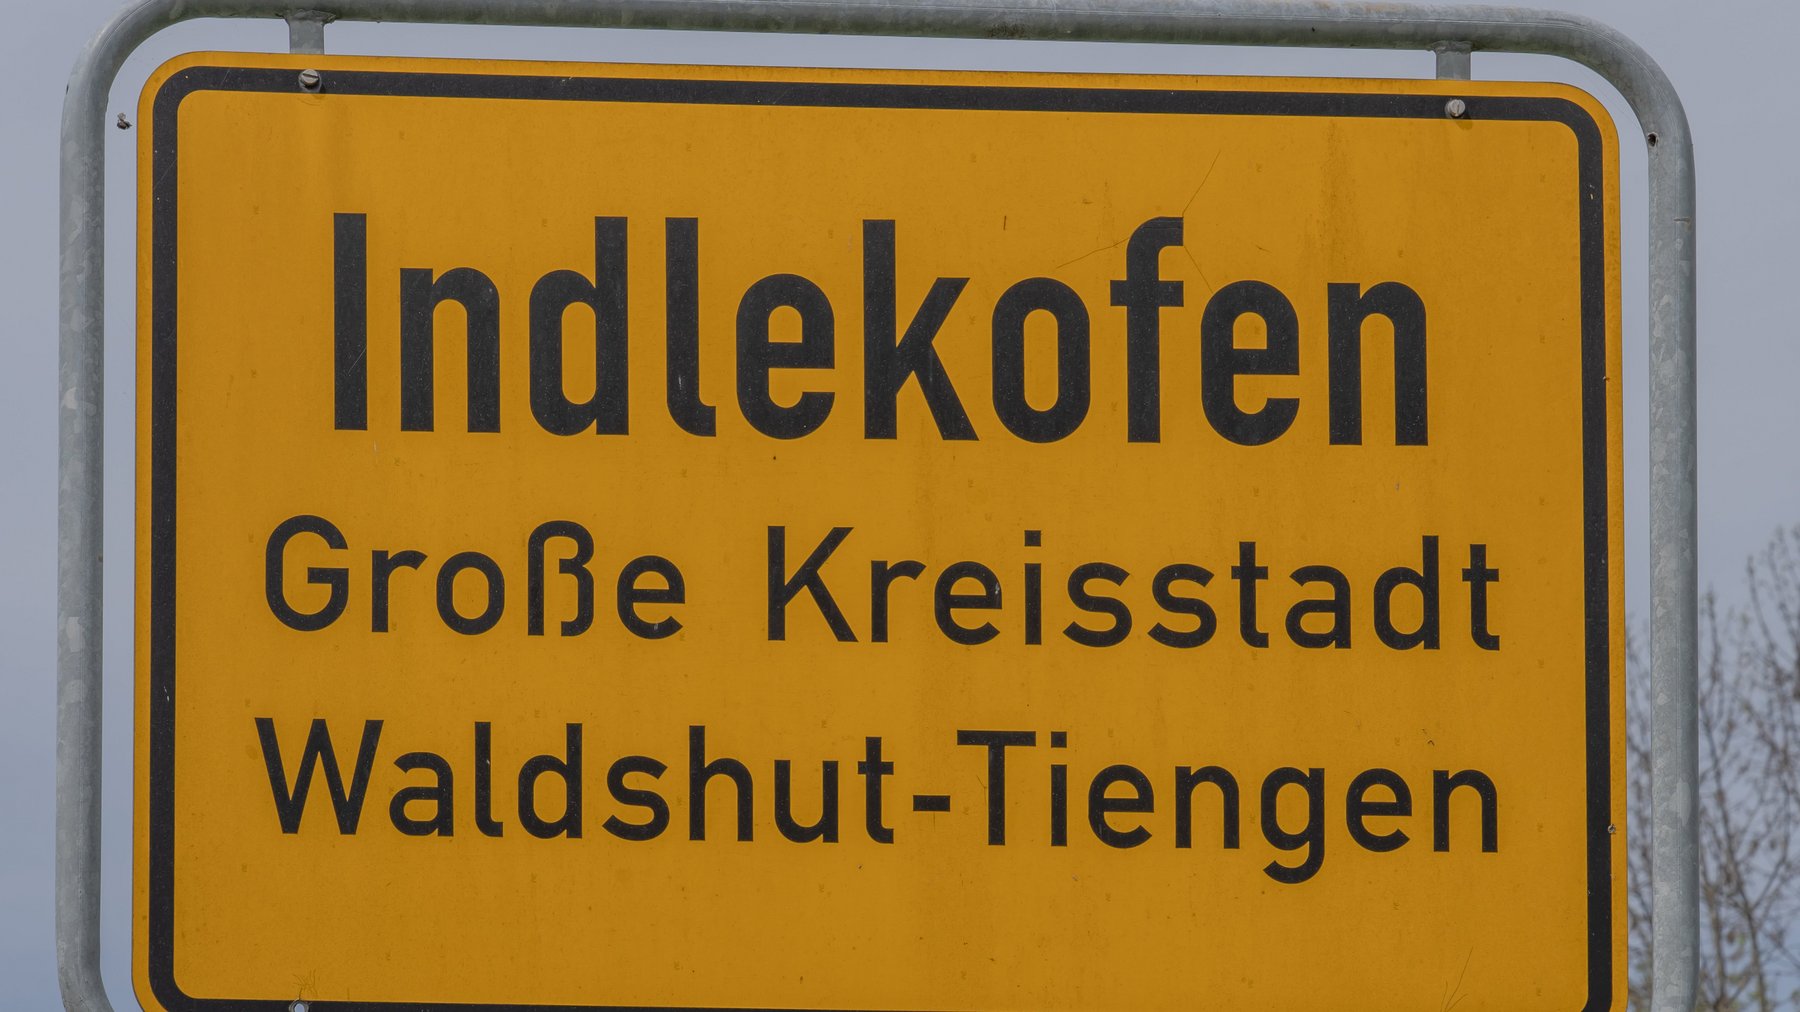 Indlekofen
Große Kreisstadt
Waldshut-Tiengen